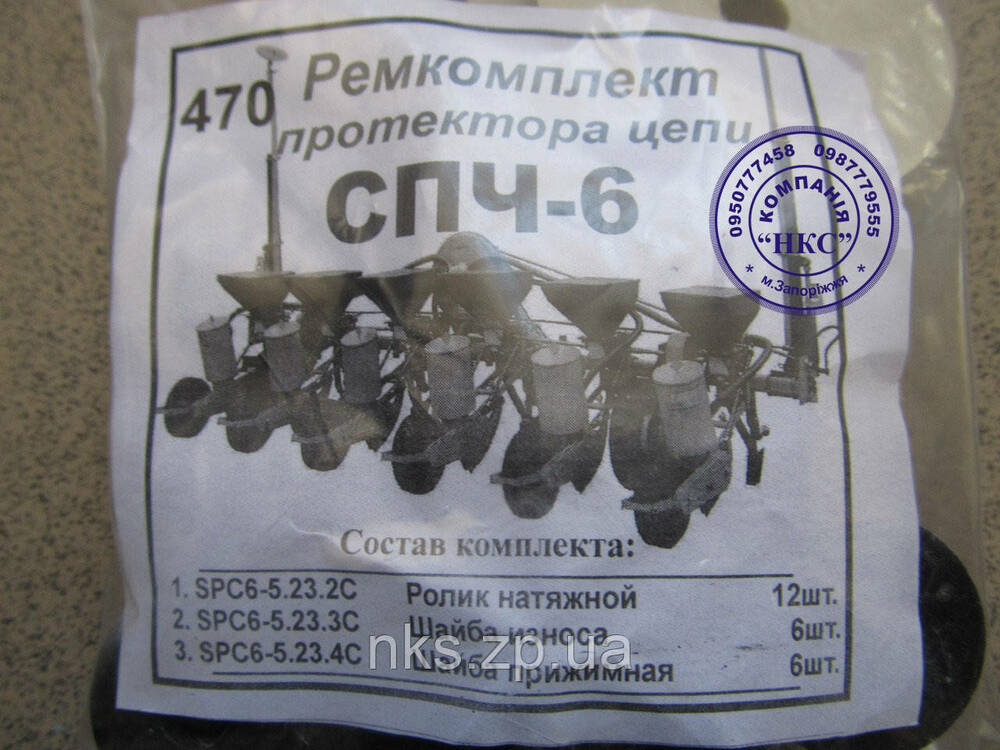 470 Ремкомплект
протектора цепи
СПЧ-6
0950777458 0987779555
КОМПАНІЯ
“НКС”
* м.Запоріжжя *
Состав комплекта:
1. SPC6-5.23.2C Ролик натяжной 12шт.
2. SPC6-5.23.3C Шайба износа 6шт.
3. SPC6-5.23.4C Шайба прижимная 6шт.
nks.zp.ua